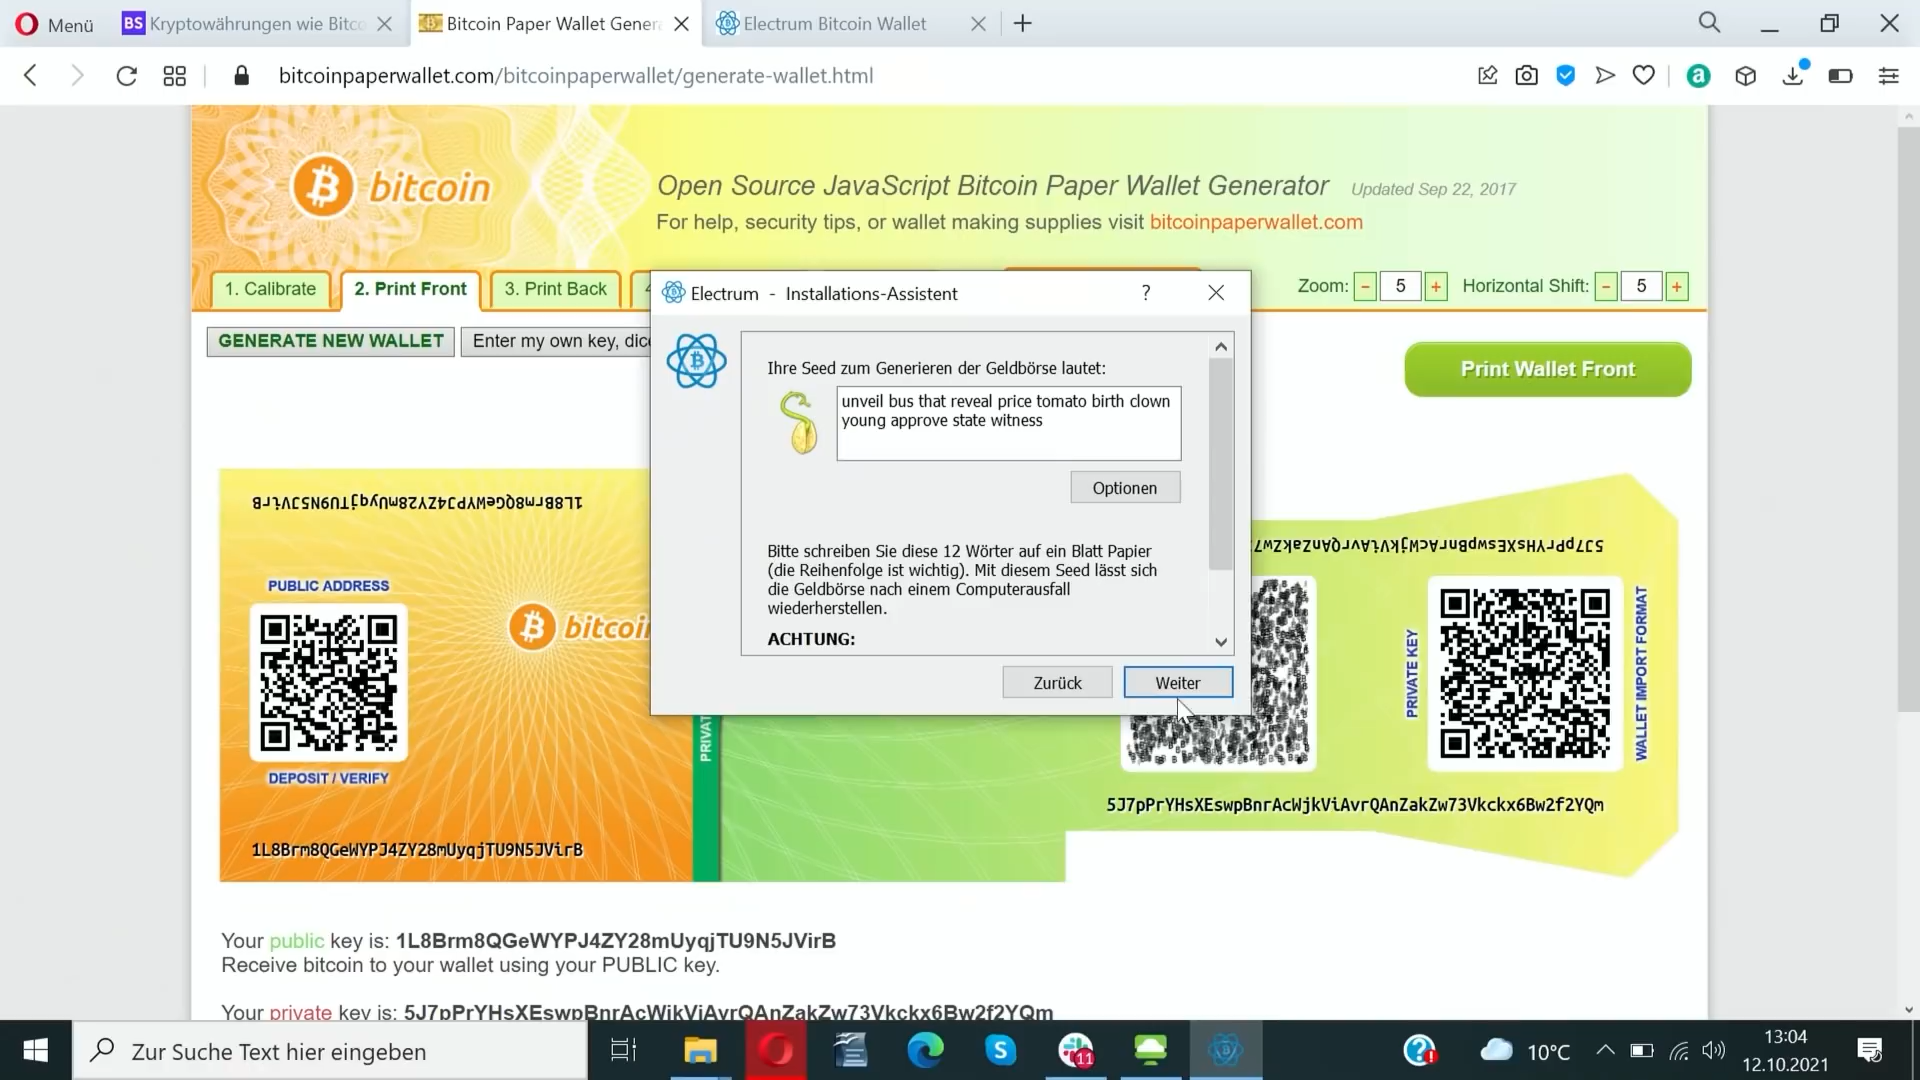 Menü
Kryptowährungen wie Bitco
Bitcoin Paper Wallet Genera
Electrum Bitcoin Wallet
bitcoinpaperwallet.com/bitcoinpaperwallet/generate-wallet.html
bitcoin
Open Source JavaScript Bitcoin Paper Wallet Generator Updated Sep 22, 2017
For help, security tips, or wallet making supplies visit bitcoinpaperwallet.com
1. Calibrate
2. Print Front
3. Print Back
Zoom: - 5 + Horizontal Shift: - 5 +
GENERATE NEW WALLET
Enter my own key, dic
Print Wallet Front
Electrum - Installations-Assistent
Ihre Seed zum Generieren der Geldbörse lautet:
unveil bus that reveal price tomato birth clown
young approve state witness
Optionen
Bitte schreiben Sie diese 12 Wörter auf ein Blatt Papier
(die Reihenfolge ist wichtig). Mit diesem Seed lässt sich
die Geldbörse nach einem Computerausfall
wiederherstellen.
ACHTUNG:
Zurück
Weiter
1L8Brm8QGeWYPJ4ZY28mUyqjTU9N5JVirB
PUBLIC ADDRESS
bitcoi
DEPOSIT / VERIFY
1L8Brm8QGeWYPJ4ZY28mUyqjTU9N5JVirB
PRIVAT
PRIVATE KEY
WALLET IMPORT FORMAT
5J7pPrYHsXEswpBnrAcWjkViAvrQAnZakZw73Vkckx6Bw2f2YQm
Your public key is: 1L8Brm8QGeWYPJ4ZY28mUyqjTU9N5JVirB
Receive bitcoin to your wallet using your PUBLIC key.
Your private key is: 5J7pPrYHsXEswpBnrAcWjkViAvrQAnZakZw73Vkckx6Bw2f2YQm
Zur Suche Text hier eingeben
11
10°C
13:04
12.10.2021